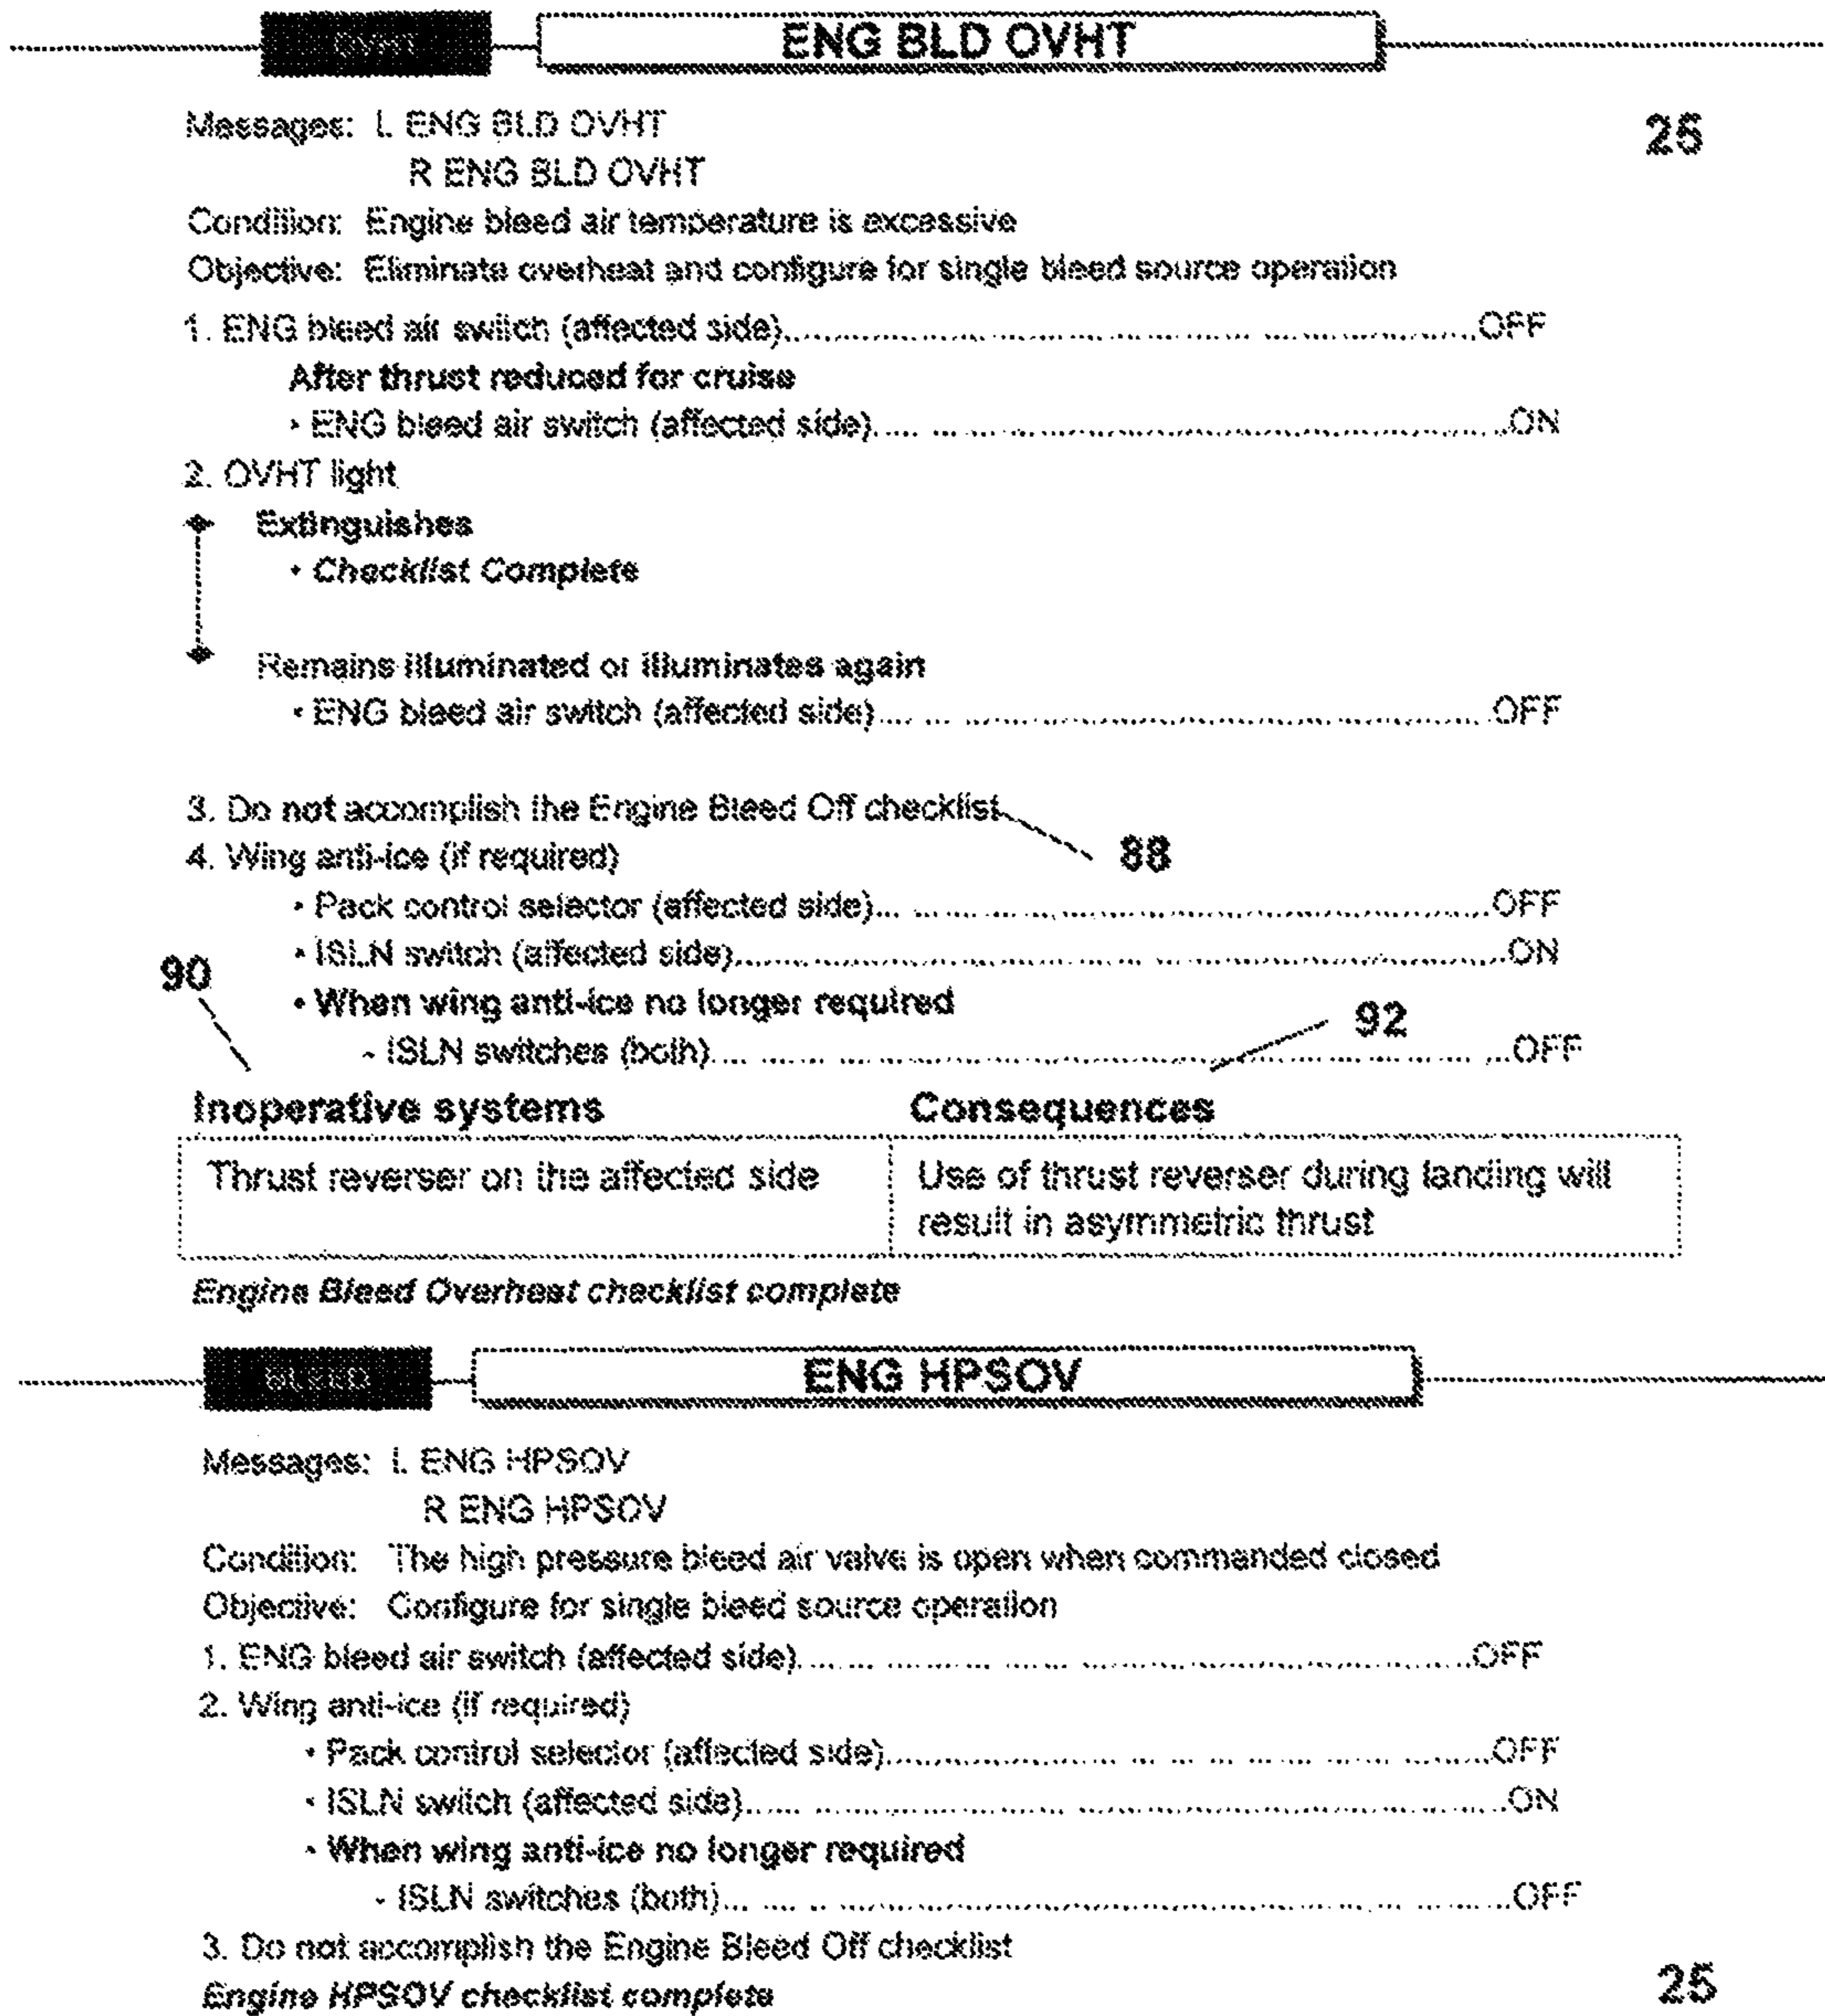 OVHT
ENG BLD OVHT
Messages: L ENG BLD OVHT
25
R ENG BLD OVHT
Condition: Engine bleed air temperature is excessive
Objective: Eliminate overheat and configure for single bleed source operation
1. ENG bleed air switch (affected side)....................OFF
After thrust reduced for cruise
• ENG bleed air switch (affected side)....................ON
2. OVHT light
Extinguishes
• Checklist Complete
Remains illuminated or illuminates again
• ENG bleed air switch (affected side)....................OFF
3. Do not accomplish the Engine Bleed Off checklist
88
4. Wing anti-ice (if required)
• Pack control selector (affected side)....................OFF
• ISLN switch (affected side)....................ON
90
• When wing anti-ice no longer required
92
- ISLN switches (both)....................OFF
Inoperative systems Consequences
Thrust reverser on the affected side Use of thrust reverser during landing will
result in asymmetric thrust
Engine Bleed Overheat checklist complete
ENG HPSOV
Messages: L ENG HPSOV
R ENG HPSOV
Condition: The high pressure bleed air valve is open when commanded closed
Objective: Configure for single bleed source operation
1. ENG bleed air switch (affected side)....................OFF
2. Wing anti-ice (if required)
• Pack control selector (affected side)....................OFF
• ISLN switch (affected side)....................ON
• When wing anti-ice no longer required
- ISLN switches (both)....................OFF
3. Do not accomplish the Engine Bleed Off checklist
Engine HPSOV checklist complete
25